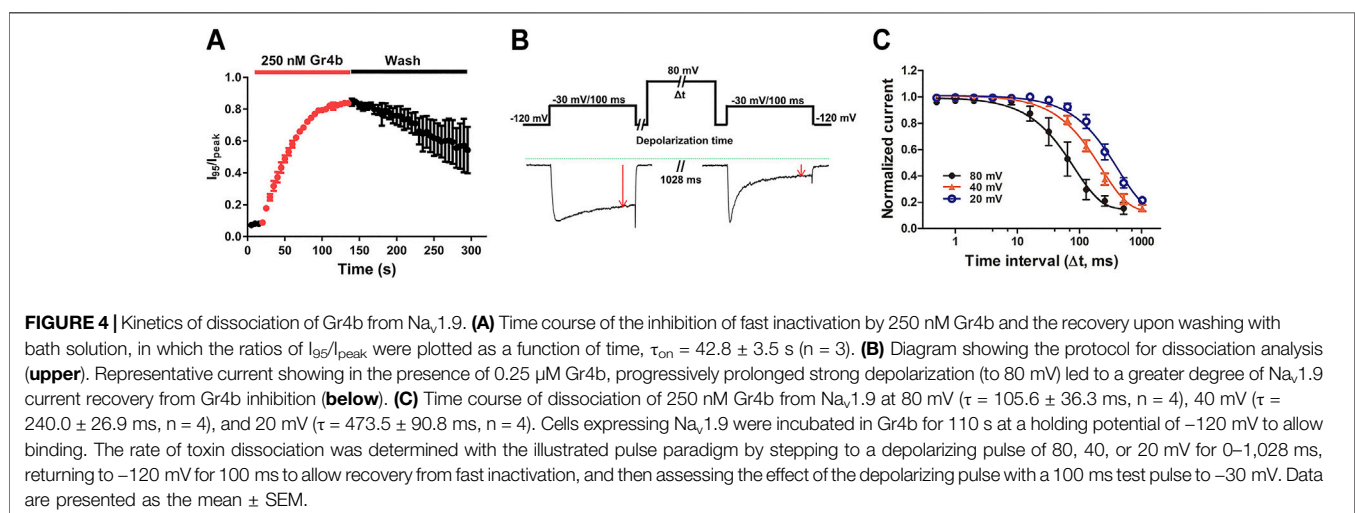 A
250 nM Gr4b
Wash
I95/Ipeak
1.0
0.8
0.6
0.4
0.2
0.0
0 50 100 150 200 250 300
Time (s)
B
80 mV
Δt
-30 mV/100 ms
-30 mV/100 ms
-120 mV
-120 mV
Depolarization time
1028 ms
C
Normalized current
1.2
1.0
0.8
0.6
0.4
0.2
0.0
80 mV
40 mV
20 mV
1 10 100 1000
Time interval (Δt, ms)
FIGURE 4 | Kinetics of dissociation of Gr4b from Nav1.9. (A) Time course of the inhibition of fast inactivation by 250 nM Gr4b and the recovery upon washing with
bath solution, in which the ratios of I95/Ipeak were plotted as a function of time, τon = 42.8 ± 3.5 s (n = 3). (B) Diagram showing the protocol for dissociation analysis
(upper). Representative current showing in the presence of 0.25 μM Gr4b, progressively prolonged strong depolarization (to 80 mV) led to a greater degree of Nav1.9
current recovery from Gr4b inhibition (below). (C) Time course of dissociation of 250 nM Gr4b from Nav1.9 at 80 mV (τ = 105.6 ± 36.3 ms, n = 4), 40 mV (τ =
240.0 ± 26.9 ms, n = 4), and 20 mV (τ = 473.5 ± 90.8 ms, n = 4). Cells expressing Nav1.9 were incubated in Gr4b for 110 s at a holding potential of −120 mV to allow
binding. The rate of toxin dissociation was determined with the illustrated pulse paradigm by stepping to a depolarizing pulse of 80, 40, or 20 mV for 0–1,028 ms,
returning to −120 mV for 100 ms to allow recovery from fast inactivation, and then assessing the effect of the depolarizing pulse with a 100 ms test pulse to −30 mV. Data
are presented as the mean ± SEM.